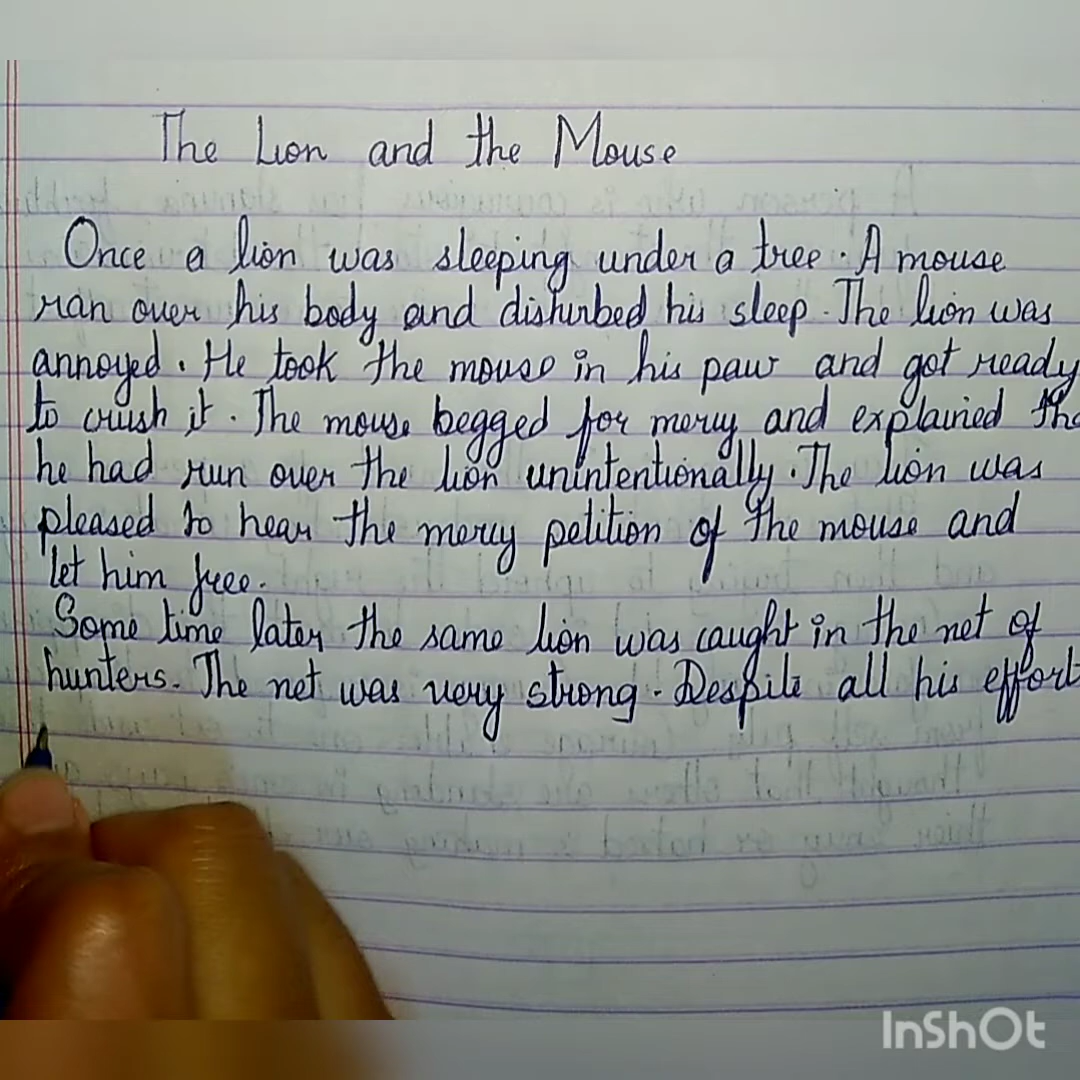 The Lion and the Mouse
Once a lion was sleeping under a tree. A mouse
ran over his body and disturbed his sleep. The lion was
annoyed. He took the mouse in his paw and got ready
to crush it. The mouse begged for mercy and explained tha
he had run over the lion unintentionally. The lion was
pleased to hear the mercy petition of the mouse and
let him free.
Some time later the same lion was caught in the net of
hunters. The net was very strong. Despite all his effort
InShOt